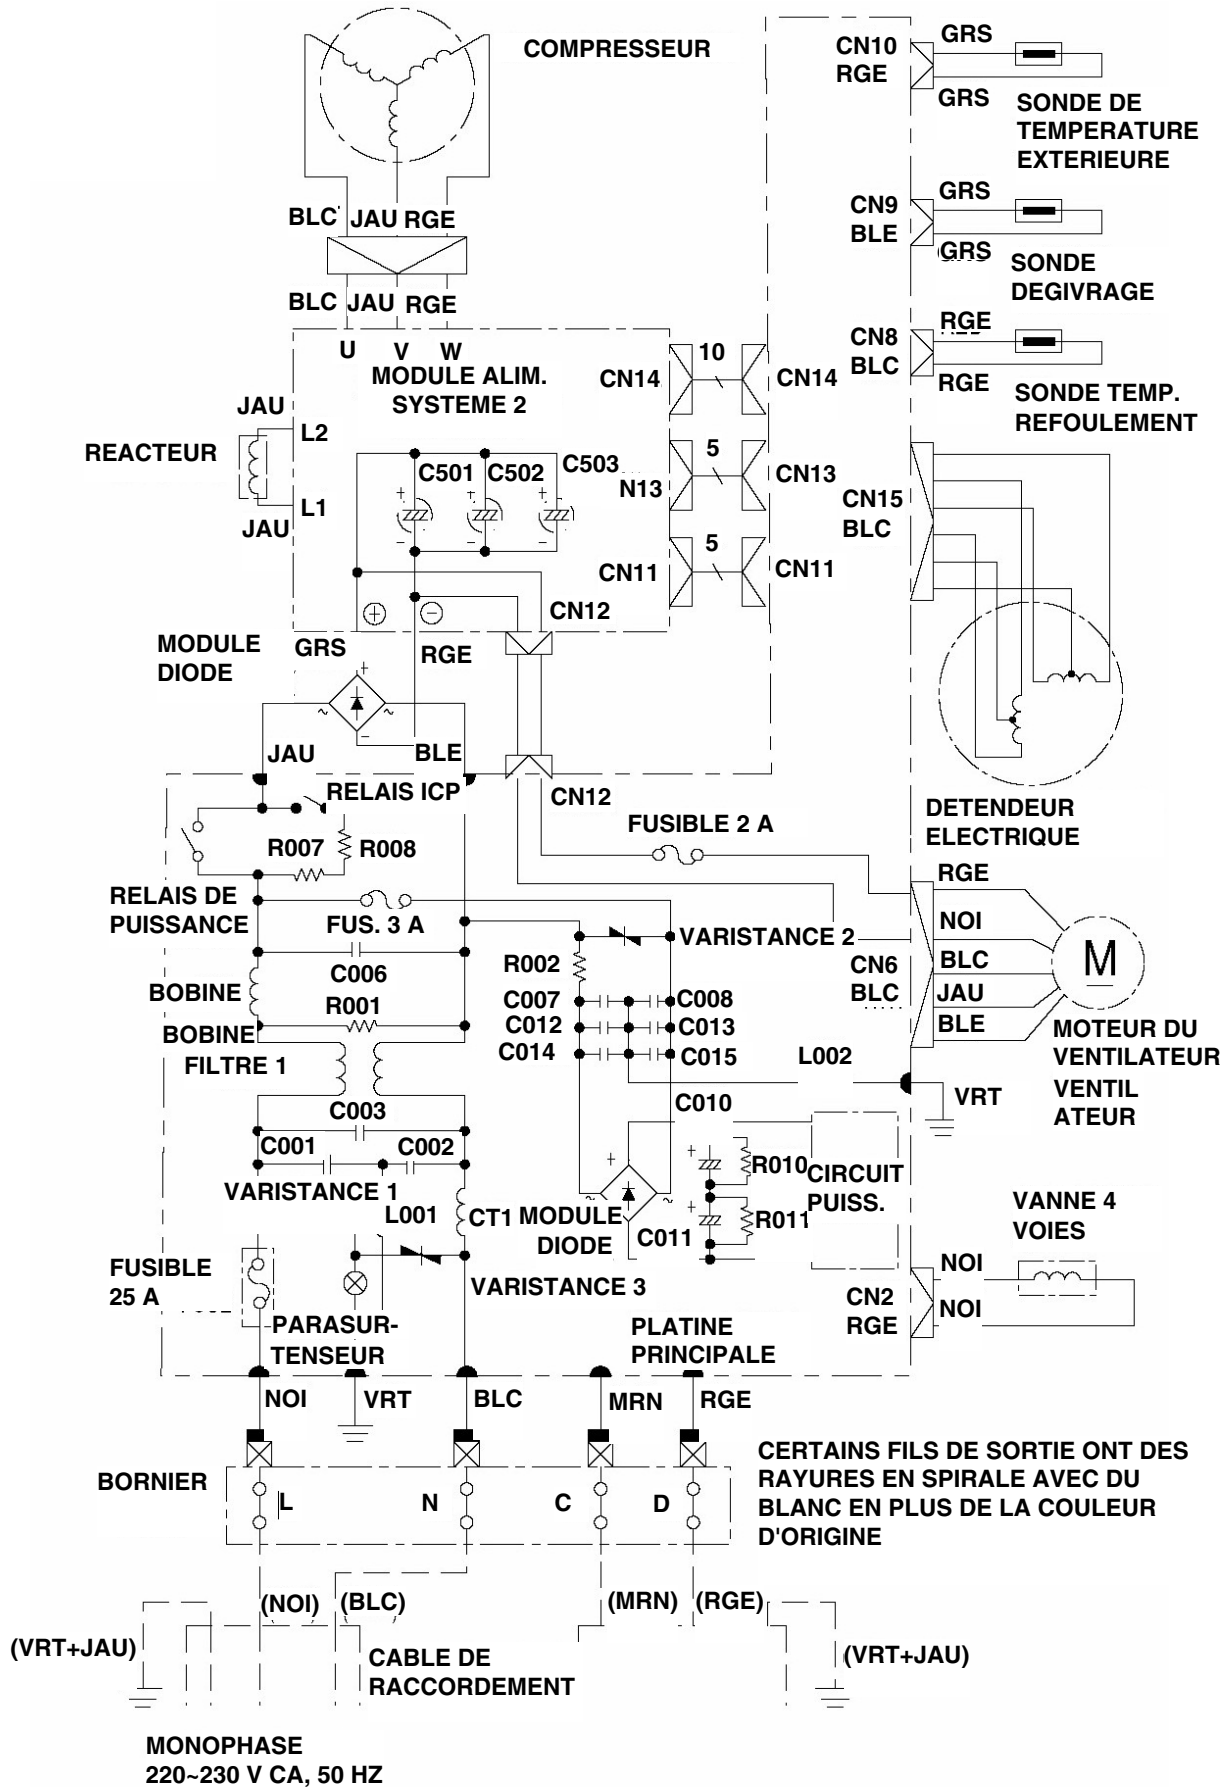 COMPRESSEUR
CN10
RGE
GRS
GRS
SONDE DE
TEMPERATURE
EXTERIEURE
BLC JAU RGE
CN9
BLE
GRS
GRS
SONDE
DEGIVRAGE
BLC JAU RGE
CN8
BLC
RGE
RGE
SONDE TEMP.
REFOULEMENT
U V W
MODULE ALIM.
SYSTEME 2
CN14 10 CN14
JAU
L2
REACTEUR
L1
JAU
C501 C502 C503
+ + +
- - -
N13 5 CN13
CN15
BLC
CN11 5 CN11
+ -
CN12
MODULE
DIODE
GRS
RGE
+
~ ~
-
JAU
BLE
RELAIS ICP
CN12
DETENDEUR
ELECTRIQUE
FUSIBLE 2 A
R007 R008
RELAIS DE
PUISSANCE
FUS. 3 A
RGE
NOI
BLC
JAU
BLE
CN6
BLC
M
MOTEUR DU
VENTILATEUR
VENTIL
ATEUR
VARISTANCE 2
C006
R002
BOBINE
R001
C007 C008
C012 C013
C014 C015
L002
BOBINE
FILTRE 1
VRT
C003
C010
C001 C002
VARISTANCE 1
L001
CT1
+
~ ~
MODULE
DIODE
+
R010
+
C011
R011
CIRCUIT
PUISS.
VANNE 4
VOIES
FUSIBLE
25 A
VARISTANCE 3
NOI
NOI
CN2
RGE
PARASUR-
TENSEUR
PLATINE
PRINCIPALE
NOI VRT BLC MRN RGE
BORNIER
L N C D
CERTAINS FILS DE SORTIE ONT DES
RAYURES EN SPIRALE AVEC DU
BLANC EN PLUS DE LA COULEUR
D'ORIGINE
(NOI) (BLC) (MRN) (RGE)
(VRT+JAU)
CABLE DE
RACCORDEMENT
(VRT+JAU)
MONOPHASE
220~230 V CA, 50 HZ